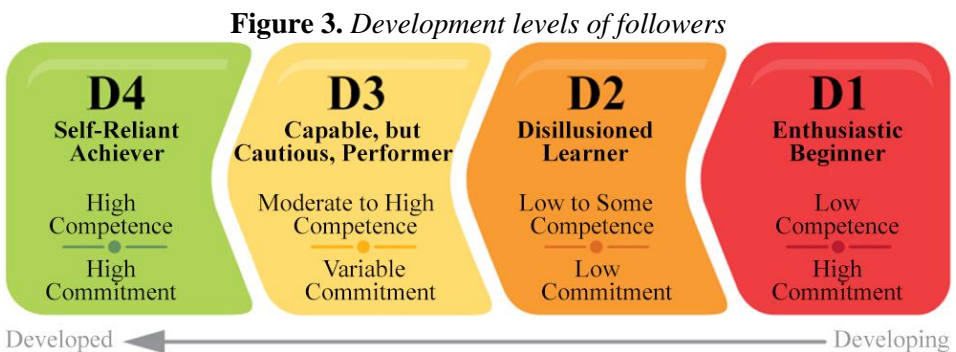 Figure 3. Development levels of followers
D4
Self-Reliant
Achiever
High
Competence
High
Commitment
D3
Capable, but
Cautious, Performer
Moderate to High
Competence
Variable
Commitment
D2
Disillusioned
Learner
Low to Some
Competence
Low
Commitment
D1
Enthusiastic
Beginner
Low
Competence
High
Commitment
Developed
Developing